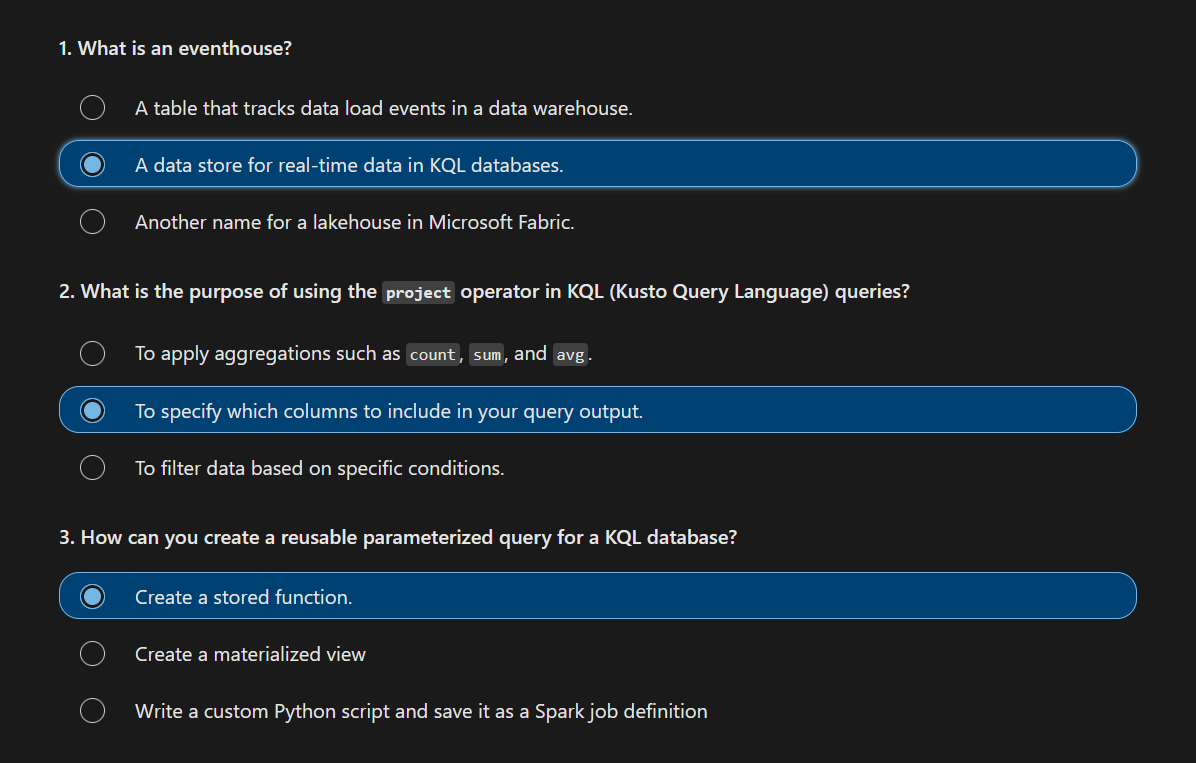 1. What is an eventhouse?
A table that tracks data load events in a data warehouse.
A data store for real-time data in KQL databases.
Another name for a lakehouse in Microsoft Fabric.
2. What is the purpose of using the project operator in KQL (Kusto Query Language) queries?
To apply aggregations such as count, sum, and avg.
To specify which columns to include in your query output.
To filter data based on specific conditions.
3. How can you create a reusable parameterized query for a KQL database?
Create a stored function.
Create a materialized view
Write a custom Python script and save it as a Spark job definition